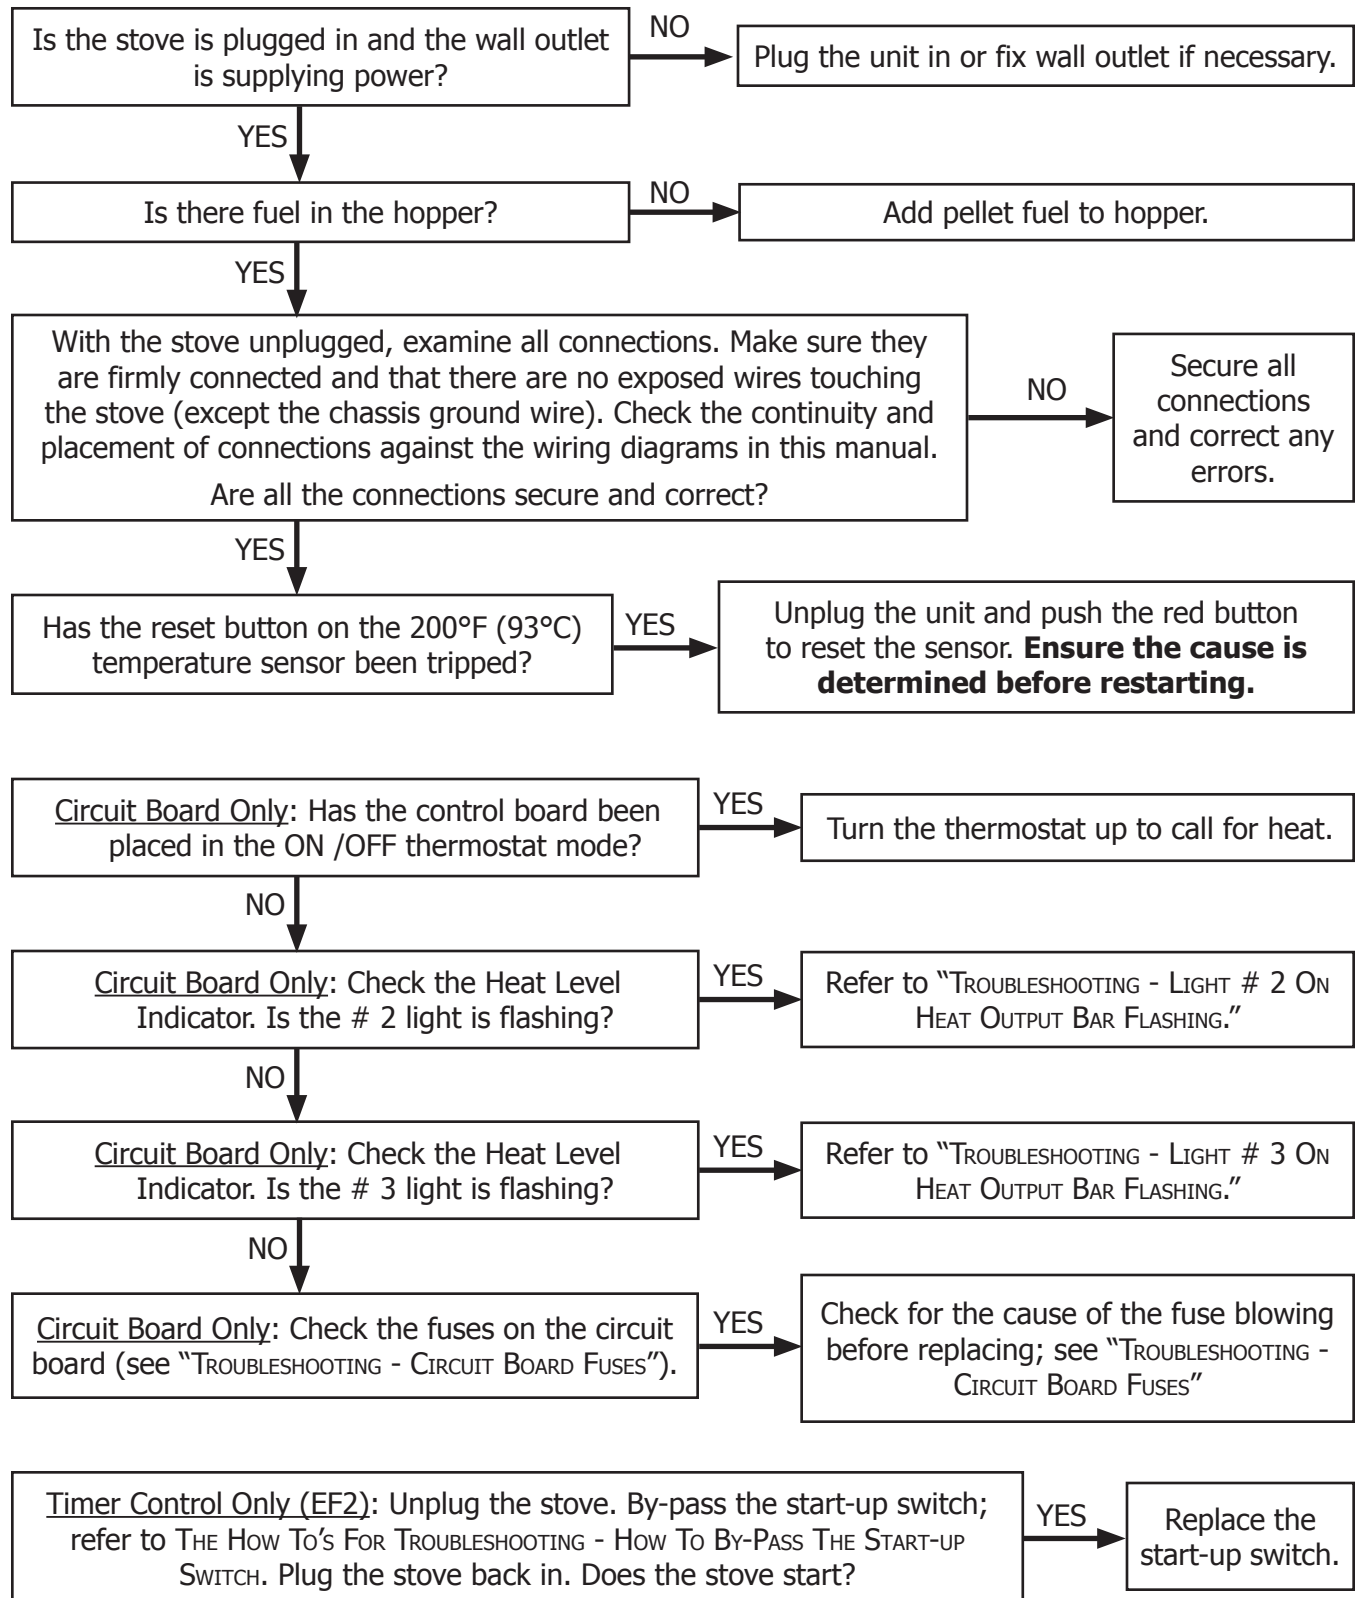 Is the stove is plugged in and the wall outlet
is supplying power?
NO
Plug the unit in or fix wall outlet if necessary.
YES
Is there fuel in the hopper?
NO
Add pellet fuel to hopper.
YES
With the stove unplugged, examine all connections. Make sure they
are firmly connected and that there are no exposed wires touching
the stove (except the chassis ground wire). Check the continuity and
placement of connections against the wiring diagrams in this manual.
Are all the connections secure and correct?
NO
Secure all
connections
and correct any
errors.
YES
Has the reset button on the 200°F (93°C)
temperature sensor been tripped?
YES
Unplug the unit and push the red button
to reset the sensor. Ensure the cause is
determined before restarting.
Circuit Board Only: Has the control board been
placed in the ON /OFF thermostat mode?
YES
Turn the thermostat up to call for heat.
NO
Circuit Board Only: Check the Heat Level
Indicator. Is the # 2 light is flashing?
YES
Refer to “Troubleshooting - Light # 2 On
Heat Output Bar Flashing.”
NO
Circuit Board Only: Check the Heat Level
Indicator. Is the # 3 light is flashing?
YES
Refer to “Troubleshooting - Light # 3 On
Heat Output Bar Flashing.”
NO
Circuit Board Only: Check the fuses on the circuit
board (see “Troubleshooting - Circuit Board Fuses”).
YES
Check for the cause of the fuse blowing
before replacing; see “Troubleshooting -
Circuit Board Fuses”
Timer Control Only (EF2): Unplug the stove. By-pass the start-up switch;
refer to The How To’s For Troubleshooting - How To By-Pass The Start-up
Switch. Plug the stove back in. Does the stove start?
YES
Replace the
start-up switch.